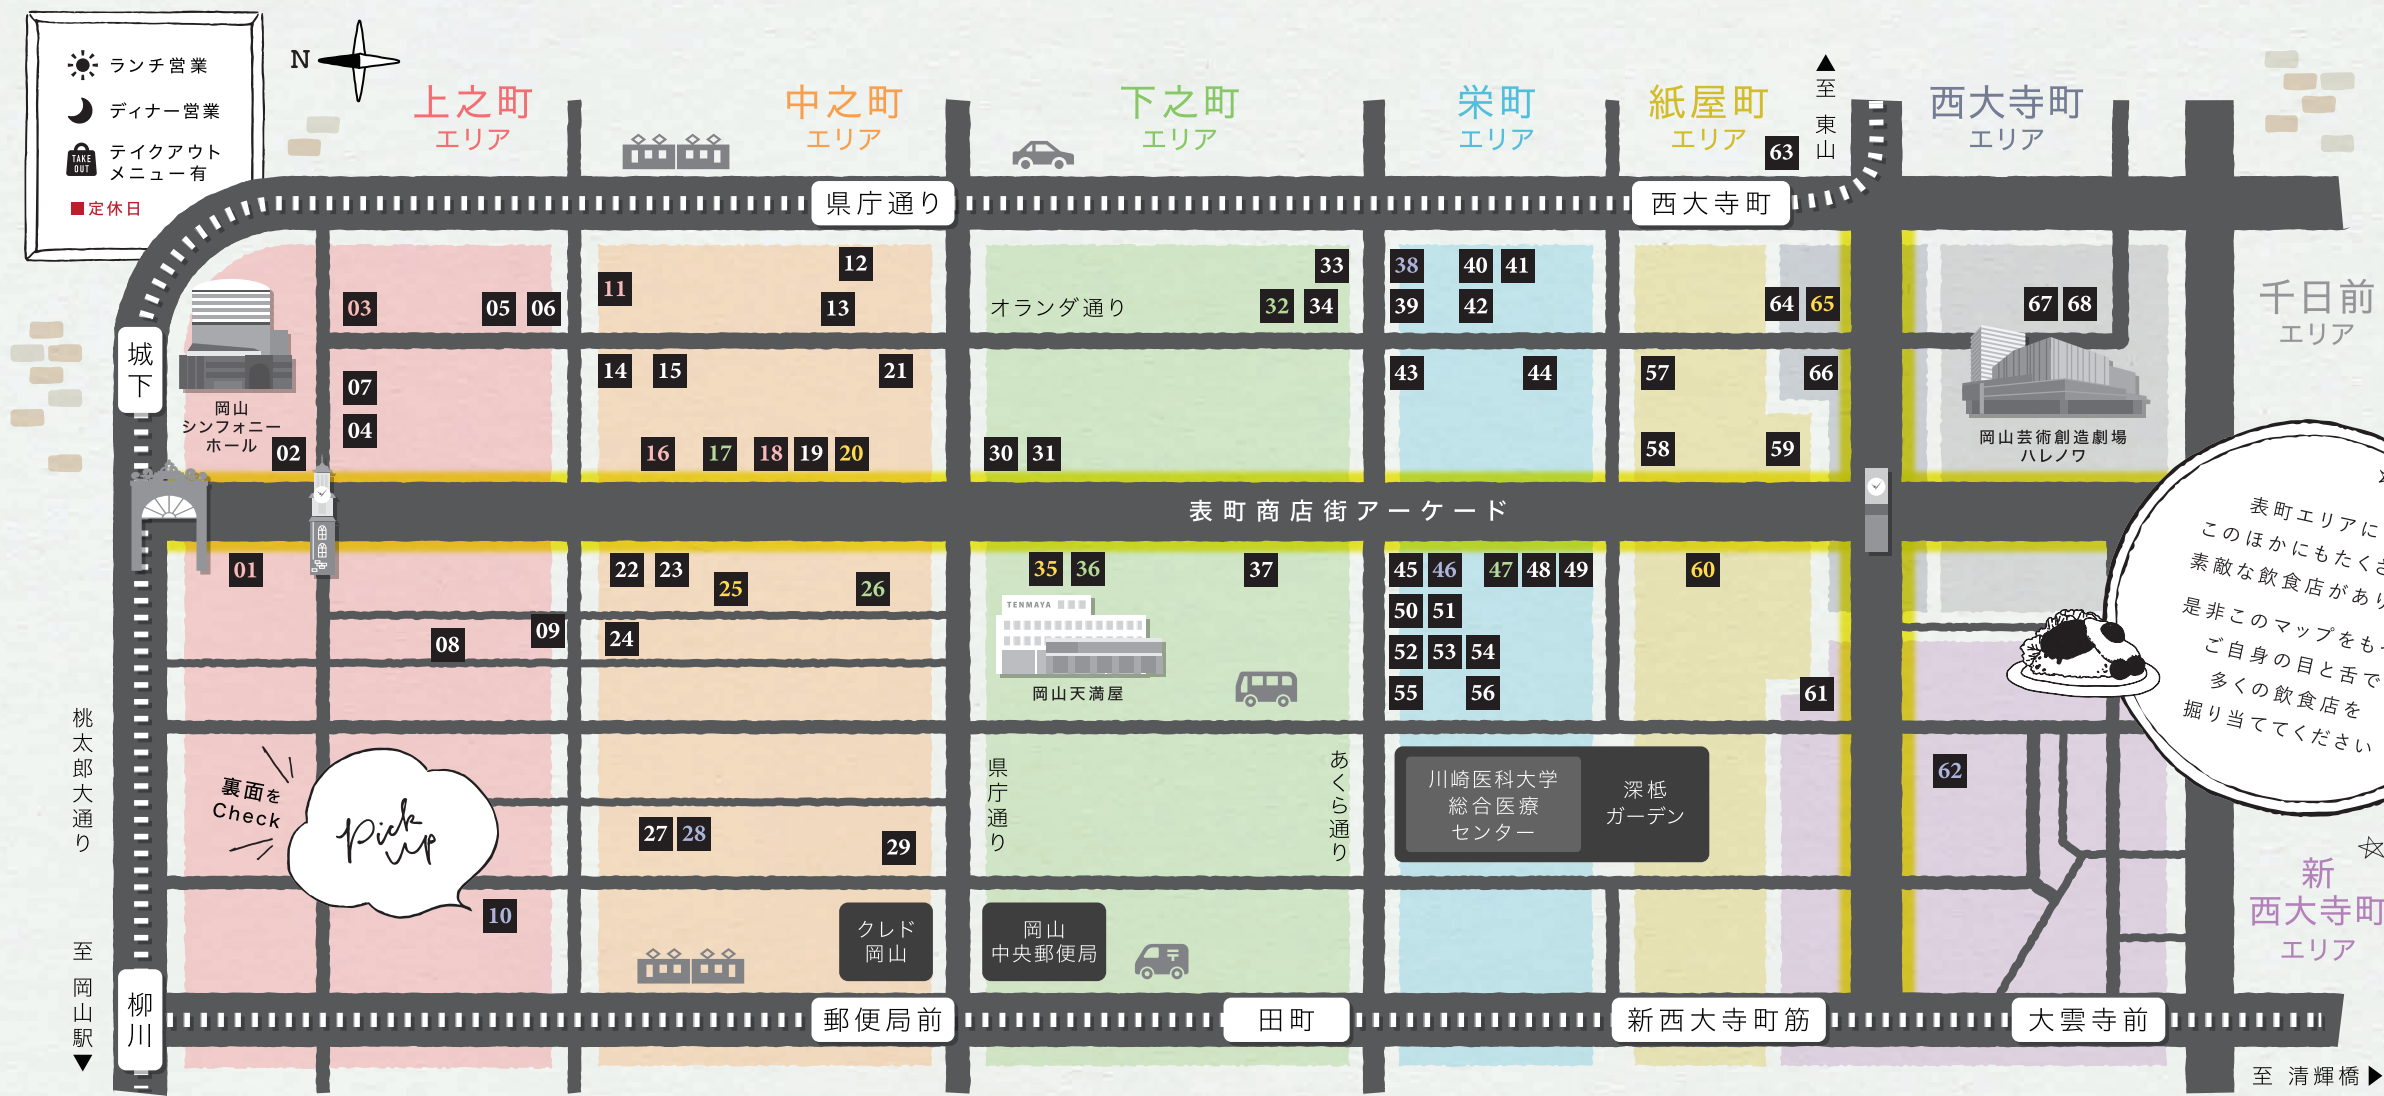 ランチ営業
ディナー営業
TAKE
OUT
テイクアウト
メニュー有
定休日
N
上之町
エリア
中之町
エリア
下之町
エリア
栄町
エリア
紙屋町
エリア
63
至 東山
西大寺町
エリア
県庁通り
西大寺町
03
05
06
11
12
13
オランダ通り
33
32
34
38
40
41
39
42
64
65
67
68
千日前
エリア
城下
岡山
シンフォニー
ホール
02
07
04
14
15
21
16
17
18
19
20
30
31
43
44
57
66
58
59
岡山芸術創造劇場
ハレノワ
表町商店街アーケード
01
08
09
22
23
25
26
24
35
36
37
TENMAYA
岡山天満屋
45
46
47
48
49
50
51
52
53
54
55
56
60
61
表町エリアに
このほかにもたくさ
素敵な飲食店があり
是非このマップをもっ
ご自身の目と舌で
多くの飲食店を
掘り当ててください
桃太郎大通り
裏面を
Check
Pick
up
10
27
28
29
県庁通り
あくら通り
川崎医科大学
総合医療
センター
深柢
ガーデン
62
新
西大寺町
エリア
クレド
岡山
岡山
中央郵便局
至 岡山駅
柳川
郵便局前
田町
新西大寺町筋
大雲寺前
至 清輝橋